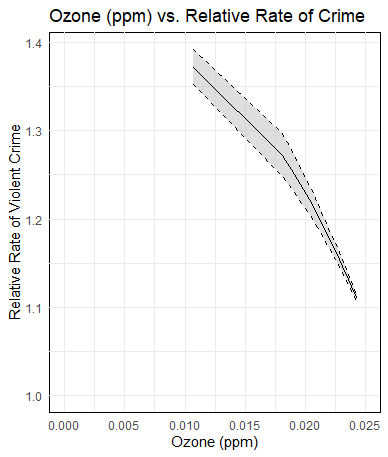 Ozone (ppm) vs. Relative Rate of Crime
1.4
1.3
1.2
1.1
1.0
Relative Rate of Violent Crime
0.000 0.005 0.010 0.015 0.020 0.025
Ozone (ppm)